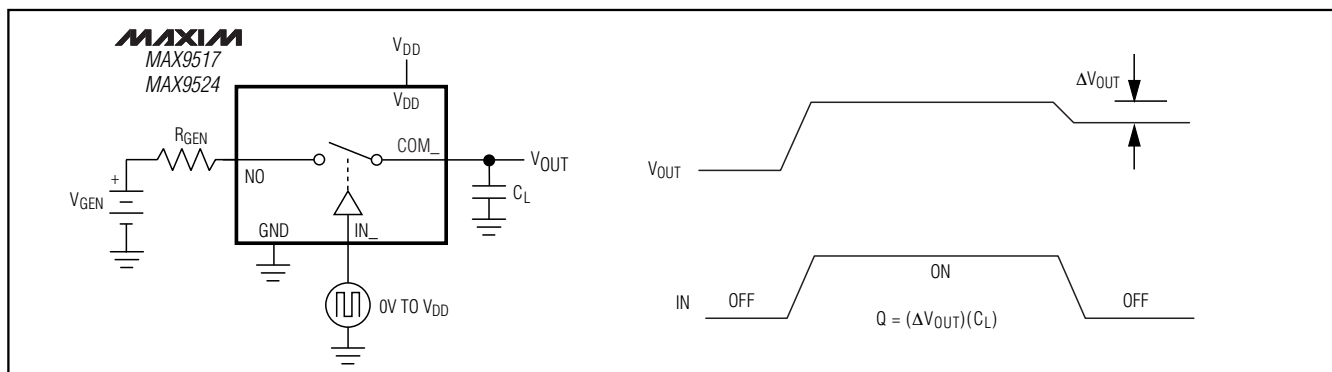 MAXIM
MAX9517
MAX9524
VDD
VDD
RGEN
COM_
VOUT
NO
+
VGEN
CL
GND
IN_
0V TO VDD
ΔVOUT
VOUT
IN
OFF
ON
OFF
Q = (ΔVOUT)(CL)